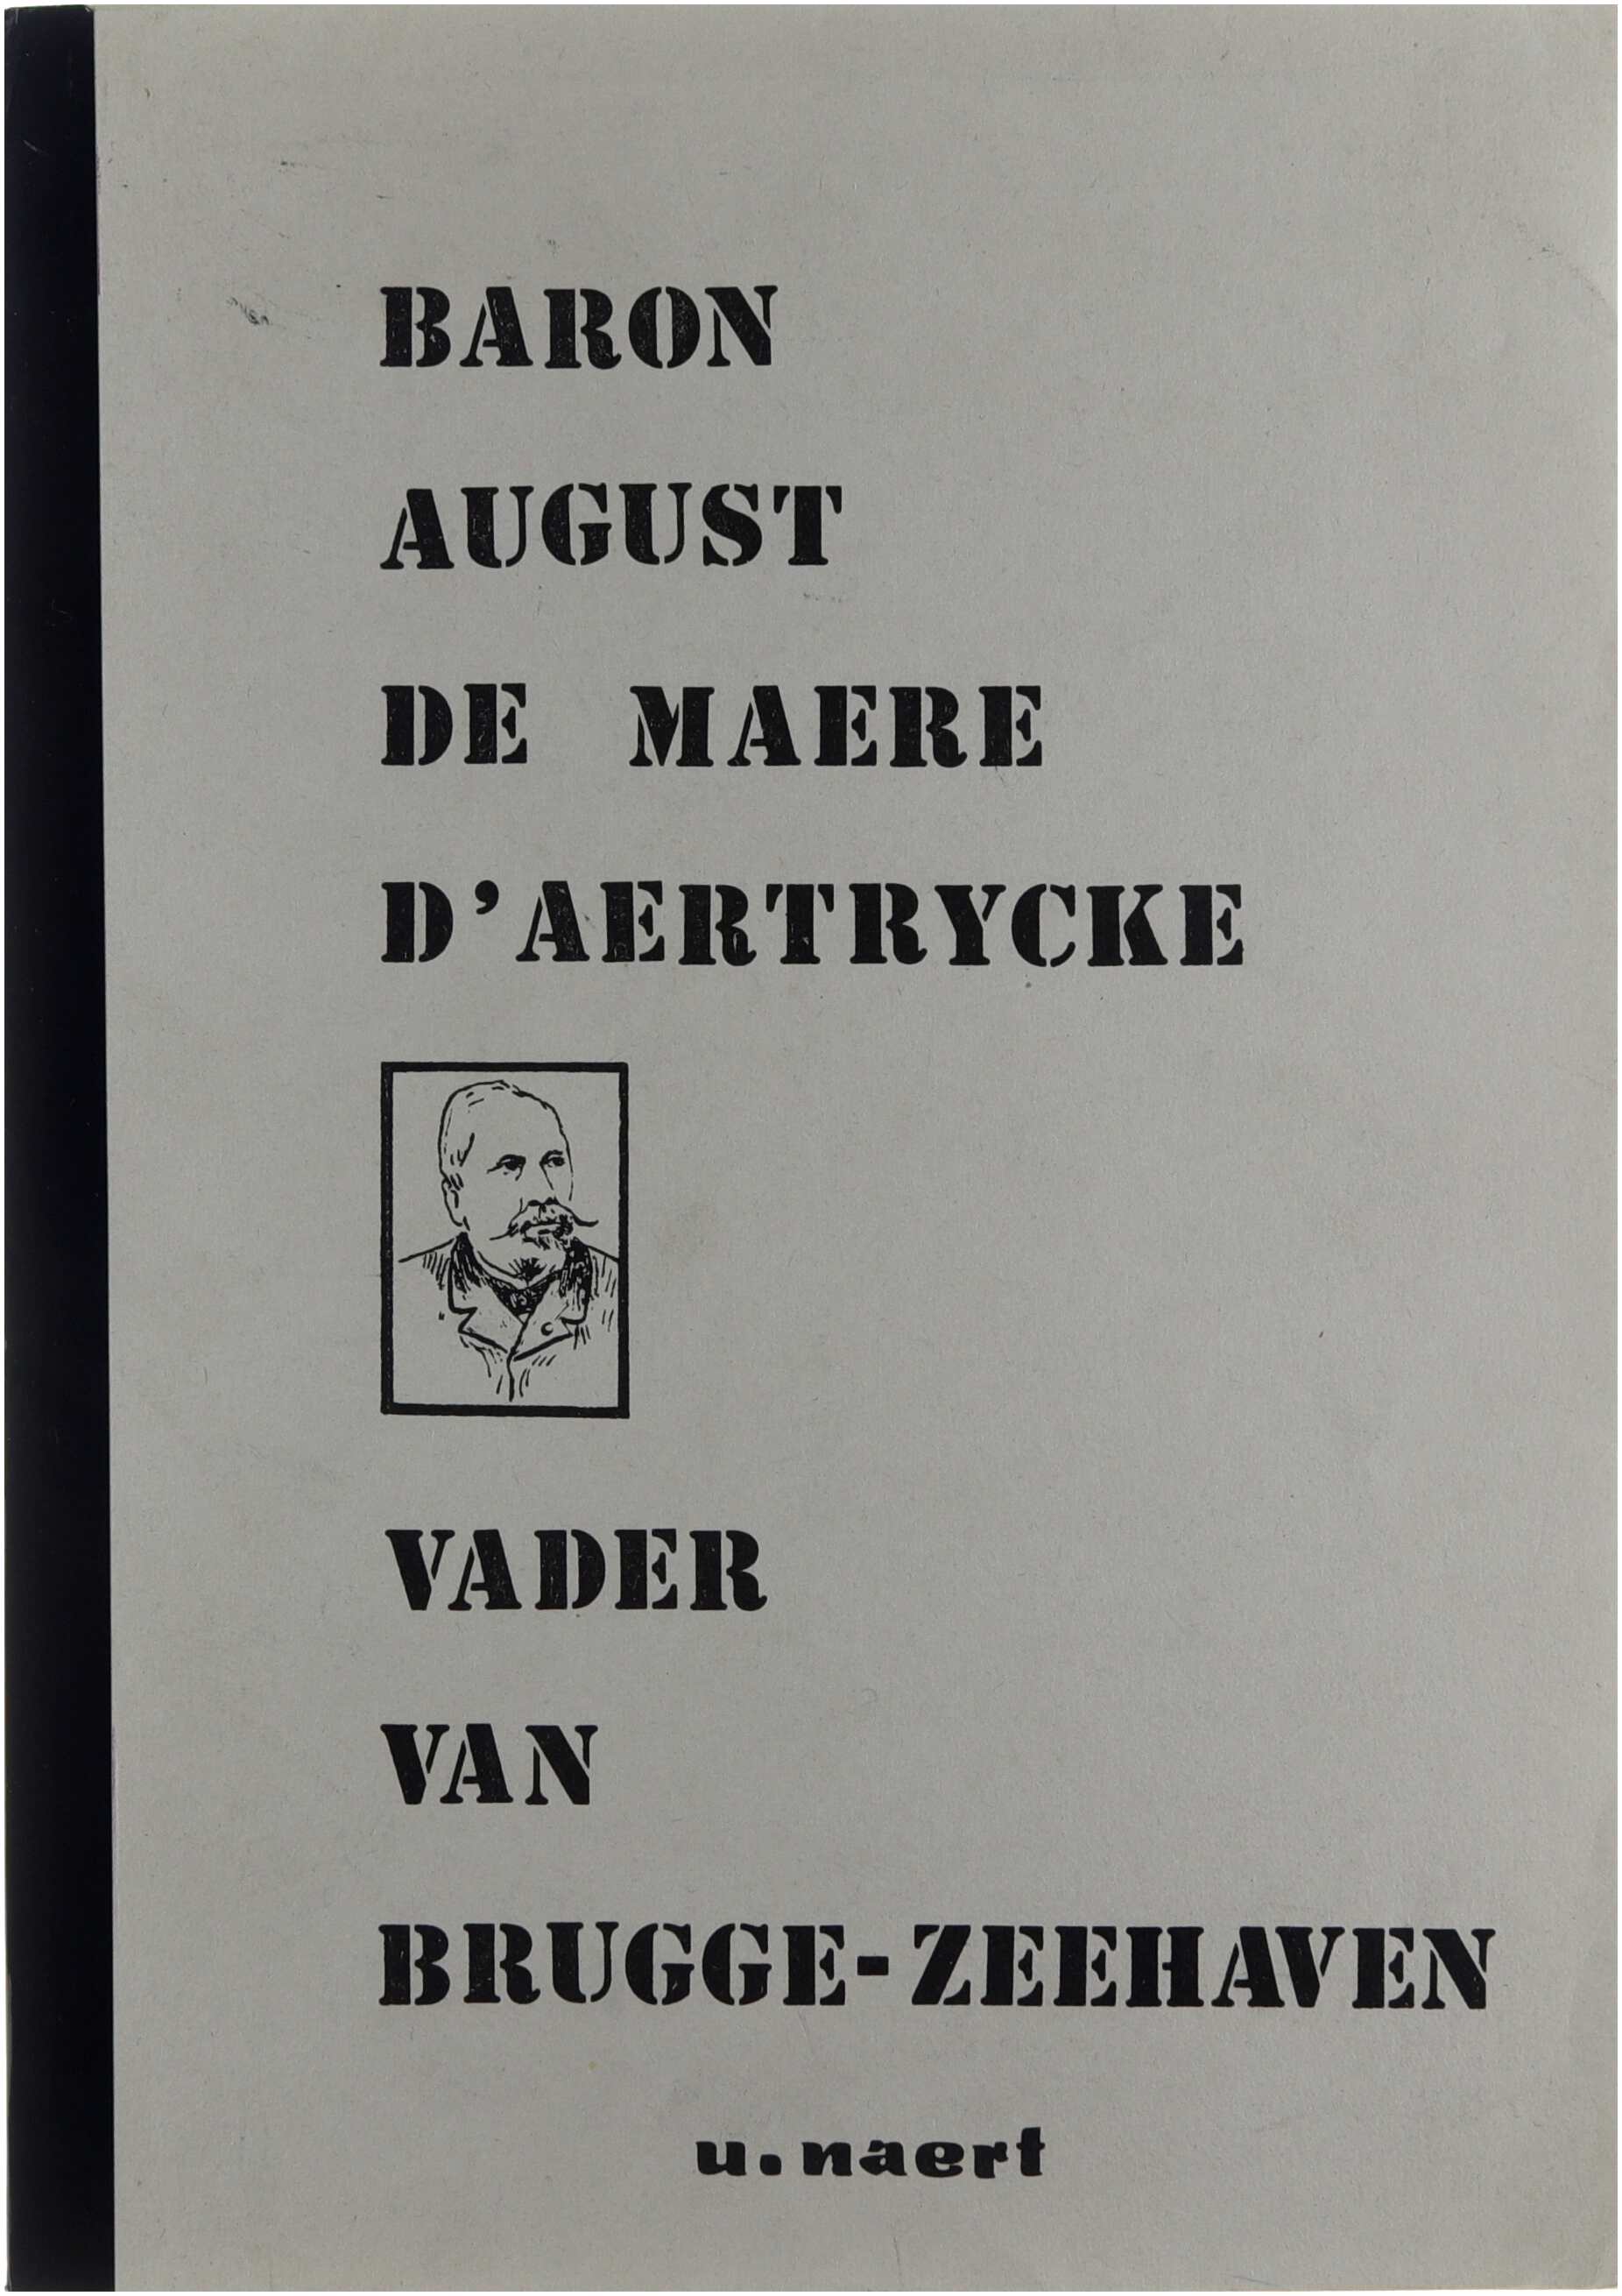 BARON
AUGUST
DE MAERE
D'AERTRYCKE
VADER
VAN
BRUGGE-ZEEHAVEN
u. naert